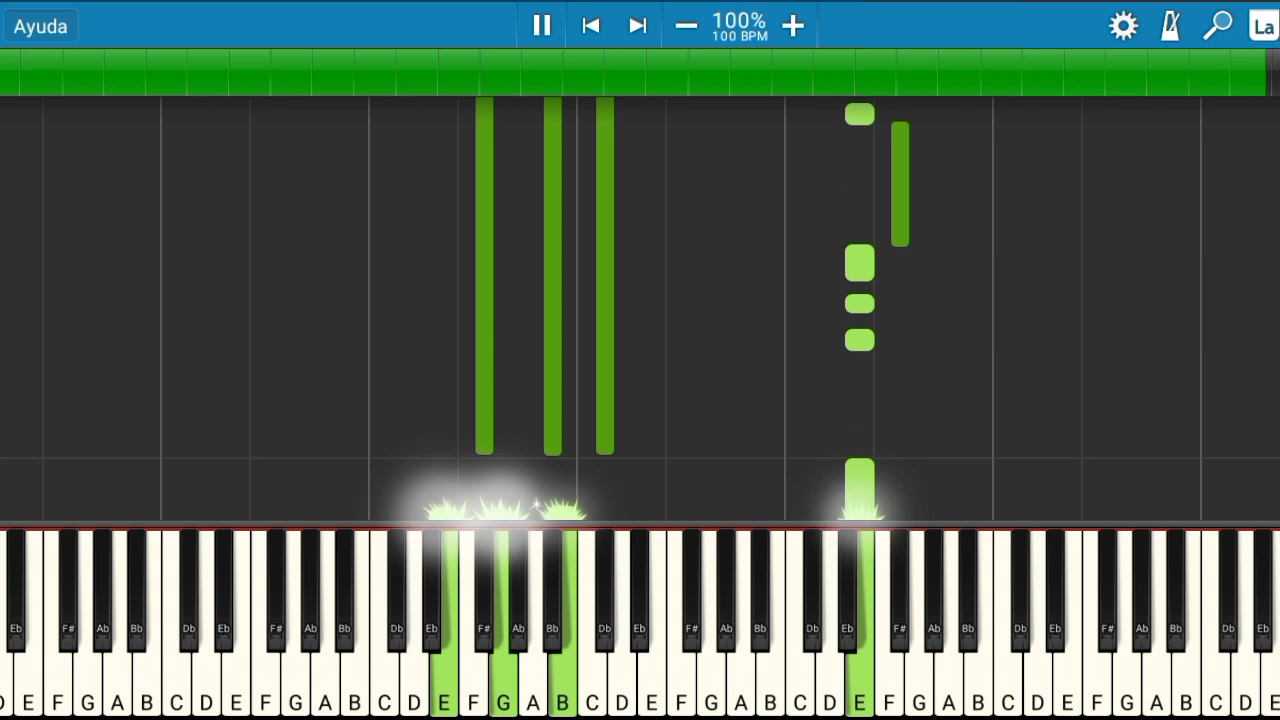 Ayuda
100%
100 BPM
La
Eb F# Ab Bb Db Eb F# Ab Bb Db Eb F# Ab Bb Db Eb F# Ab Bb Db Eb F# Ab Bb Db Eb F# Ab Bb Db Eb
D E F G A B C D E F G A B C D E F G A B C D E F G A B C D E F G A B C D E F G A B C D E